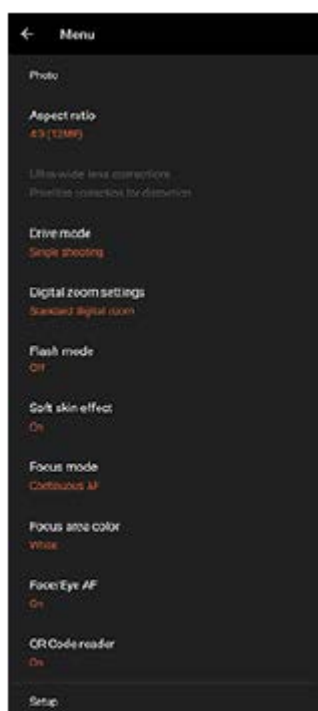 ← Menu
Photo
Aspect ratio
4:3 (12MP)
Ultra-wide lens corrections
Prioritize correction for distortion
Drive mode
Single shooting
Digital zoom settings
Standard digital zoom
Flash mode
Off
Soft skin effect
On
Focus mode
Continuous AF
Focus area color
White
Face/Eye AF
On
QR Code reader
On
Setup